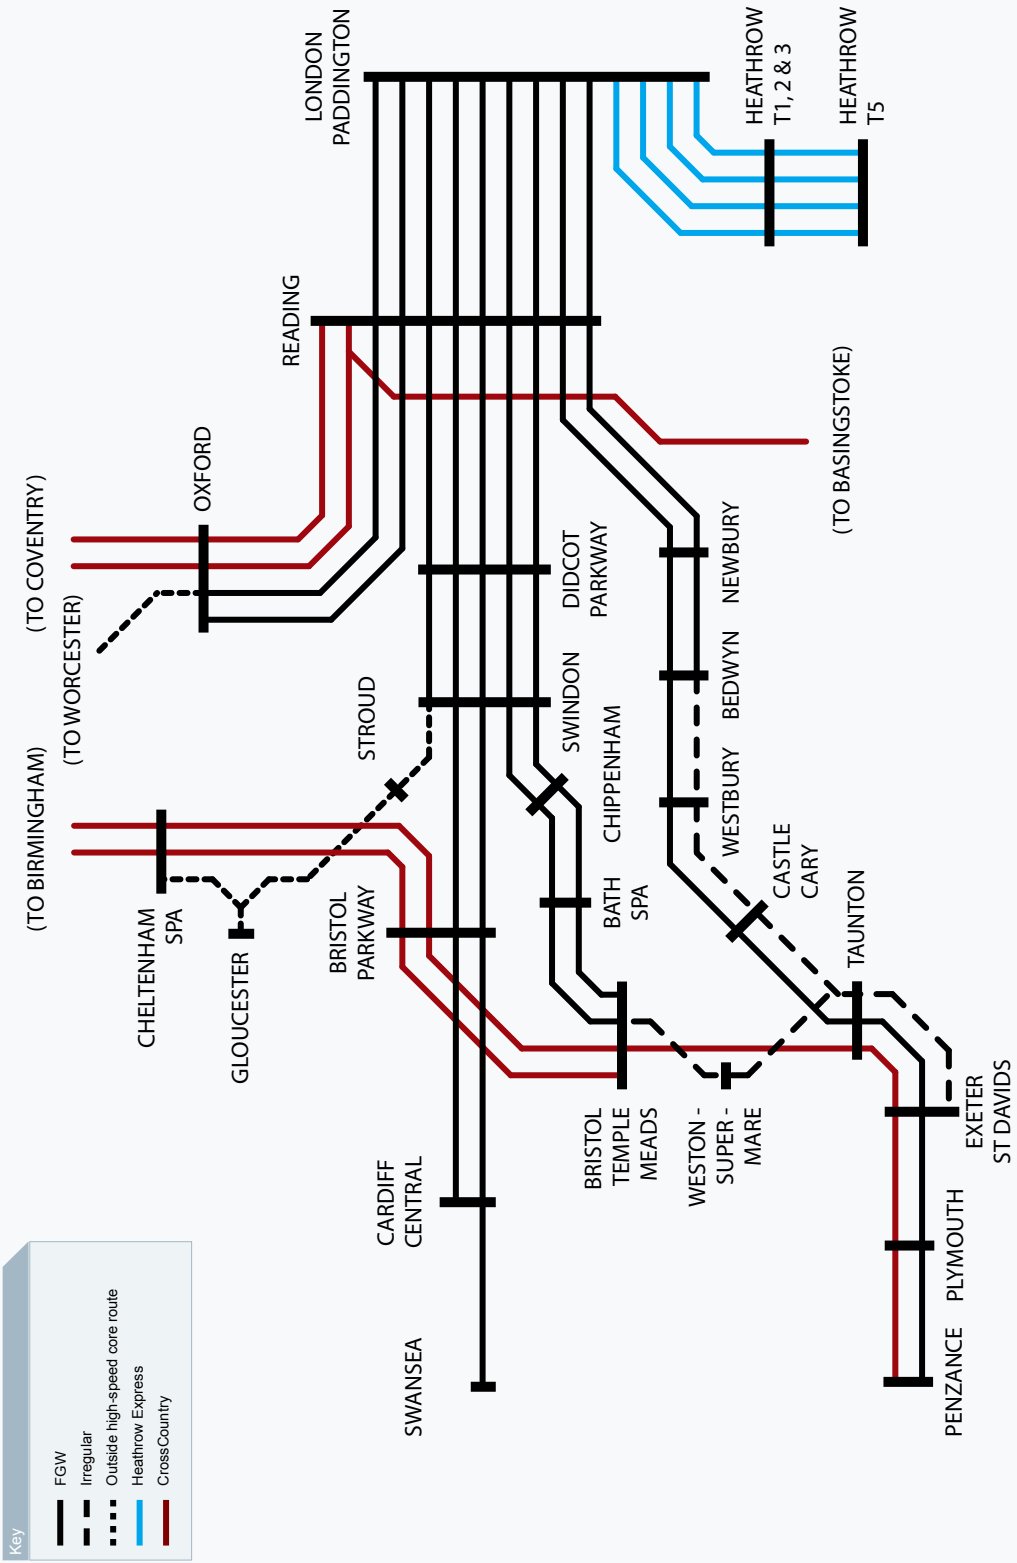 Key
FGW
Irregular
Outside high-speed core route
Heathrow Express
CrossCountry
(TO BIRMINGHAM)
(TO WORCESTER)
(TO COVENTRY)
CHELTENHAM
SPA
GLOUCESTER
STROUD
OXFORD
READING
LONDON
PADDINGTON
SWANSEA
CARDIFF
CENTRAL
BRISTOL
PARKWAY
SWINDON
DIDCOT
PARKWAY
CHIPPENHAM
BATH
SPA
BRISTOL
TEMPLE
MEADS
WESTON -
SUPER -
MARE
WESTBURY
BEDWYN
NEWBURY
CASTLE
CARY
TAUNTON
HEATHROW
T1, 2 & 3
HEATHROW
T5
(TO BASINGSTOKE)
PENZANCE
PLYMOUTH
EXETER
ST DAVIDS